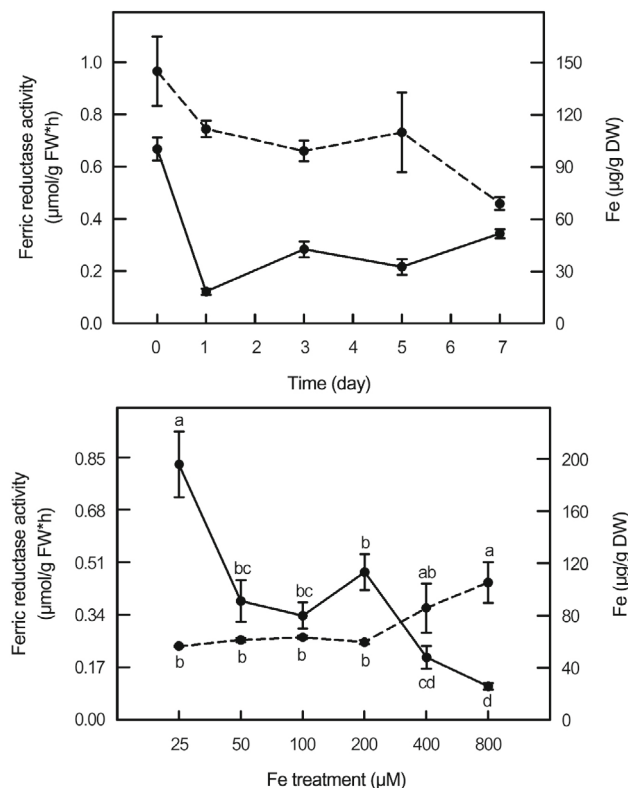 Ferric reductase activity
(µmol/g FW*h)
1.0
0.8
0.6
0.4
0.2
0.0
150
120
90
60
30
0
Fe (µg/g DW)
0 1 2 3 4 5 6 7
Time (day)
Ferric reductase activity
(µmol/g FW*h)
0.85
0.68
0.51
0.34
0.17
0.00
a
bc
bc
b
ab
a
b
b
b
b
cd
d
200
160
120
80
40
0
Fe (µg/g DW)
25 50 100 200 400 800
Fe treatment (µM)